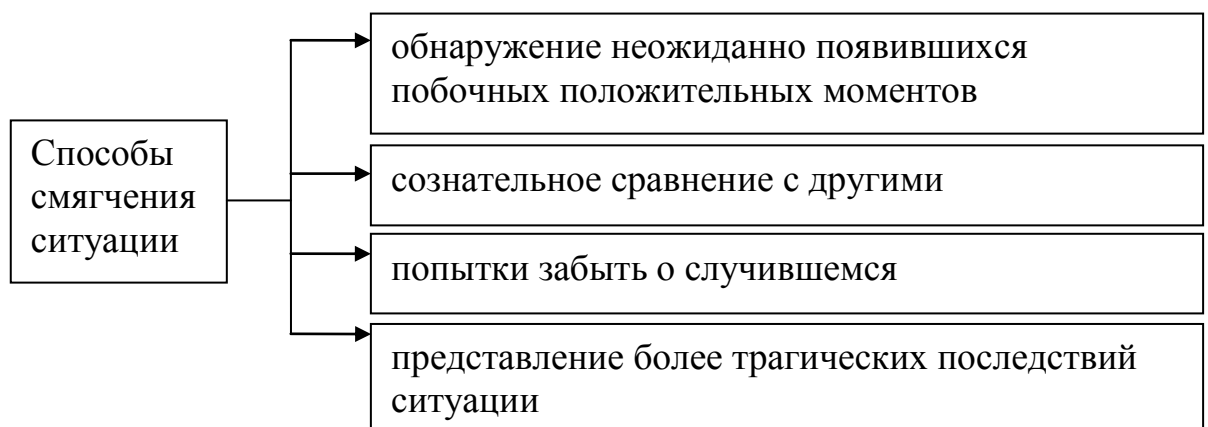 Способы
смягчения
ситуации
обнаружение неожиданно появившихся
побочных положительных моментов
сознательное сравнение с другими
попытки забыть о случившемся
представление более трагических последствий
ситуации